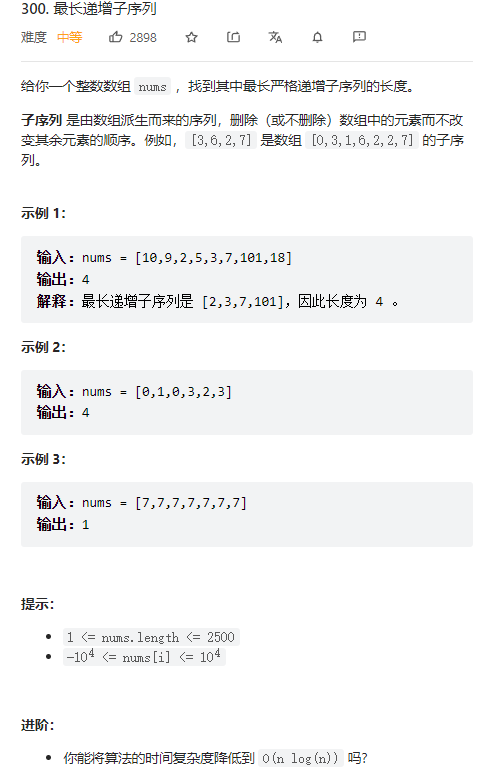 300. 最长递增子序列
难度 中等 2898
给你一个整数数组 nums ，找到其中最长严格递增子序列的长度。
子序列 是由数组派生而来的序列，删除（或不删除）数组中的元素而不改
变其余元素的顺序。例如，[3,6,2,7] 是数组 [0,3,1,6,2,2,7] 的子序
列。
示例 1：
输入：nums = [10,9,2,5,3,7,101,18]
输出：4
解释：最长递增子序列是 [2,3,7,101]，因此长度为 4 。
示例 2：
输入：nums = [0,1,0,3,2,3]
输出：4
示例 3：
输入：nums = [7,7,7,7,7,7,7]
输出：1
提示：
1 <= nums.length <= 2500
-10⁴ <= nums[i] <= 10⁴
进阶：
你能将算法的时间复杂度降低到 O(n log(n)) 吗?